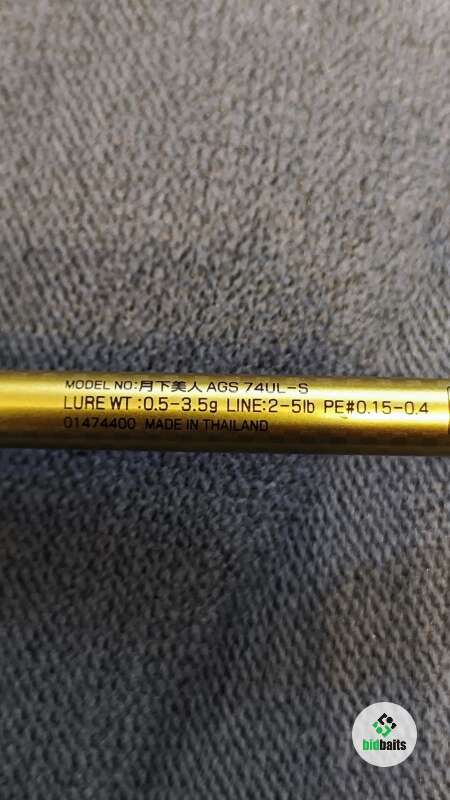 MODEL NO:月下美人 AGS 74UL-S
LURE WT :0.5-3.5g LINE:2-5lb PE#0.15-0.4
01474400 MADE IN THAILAND
bidbaits